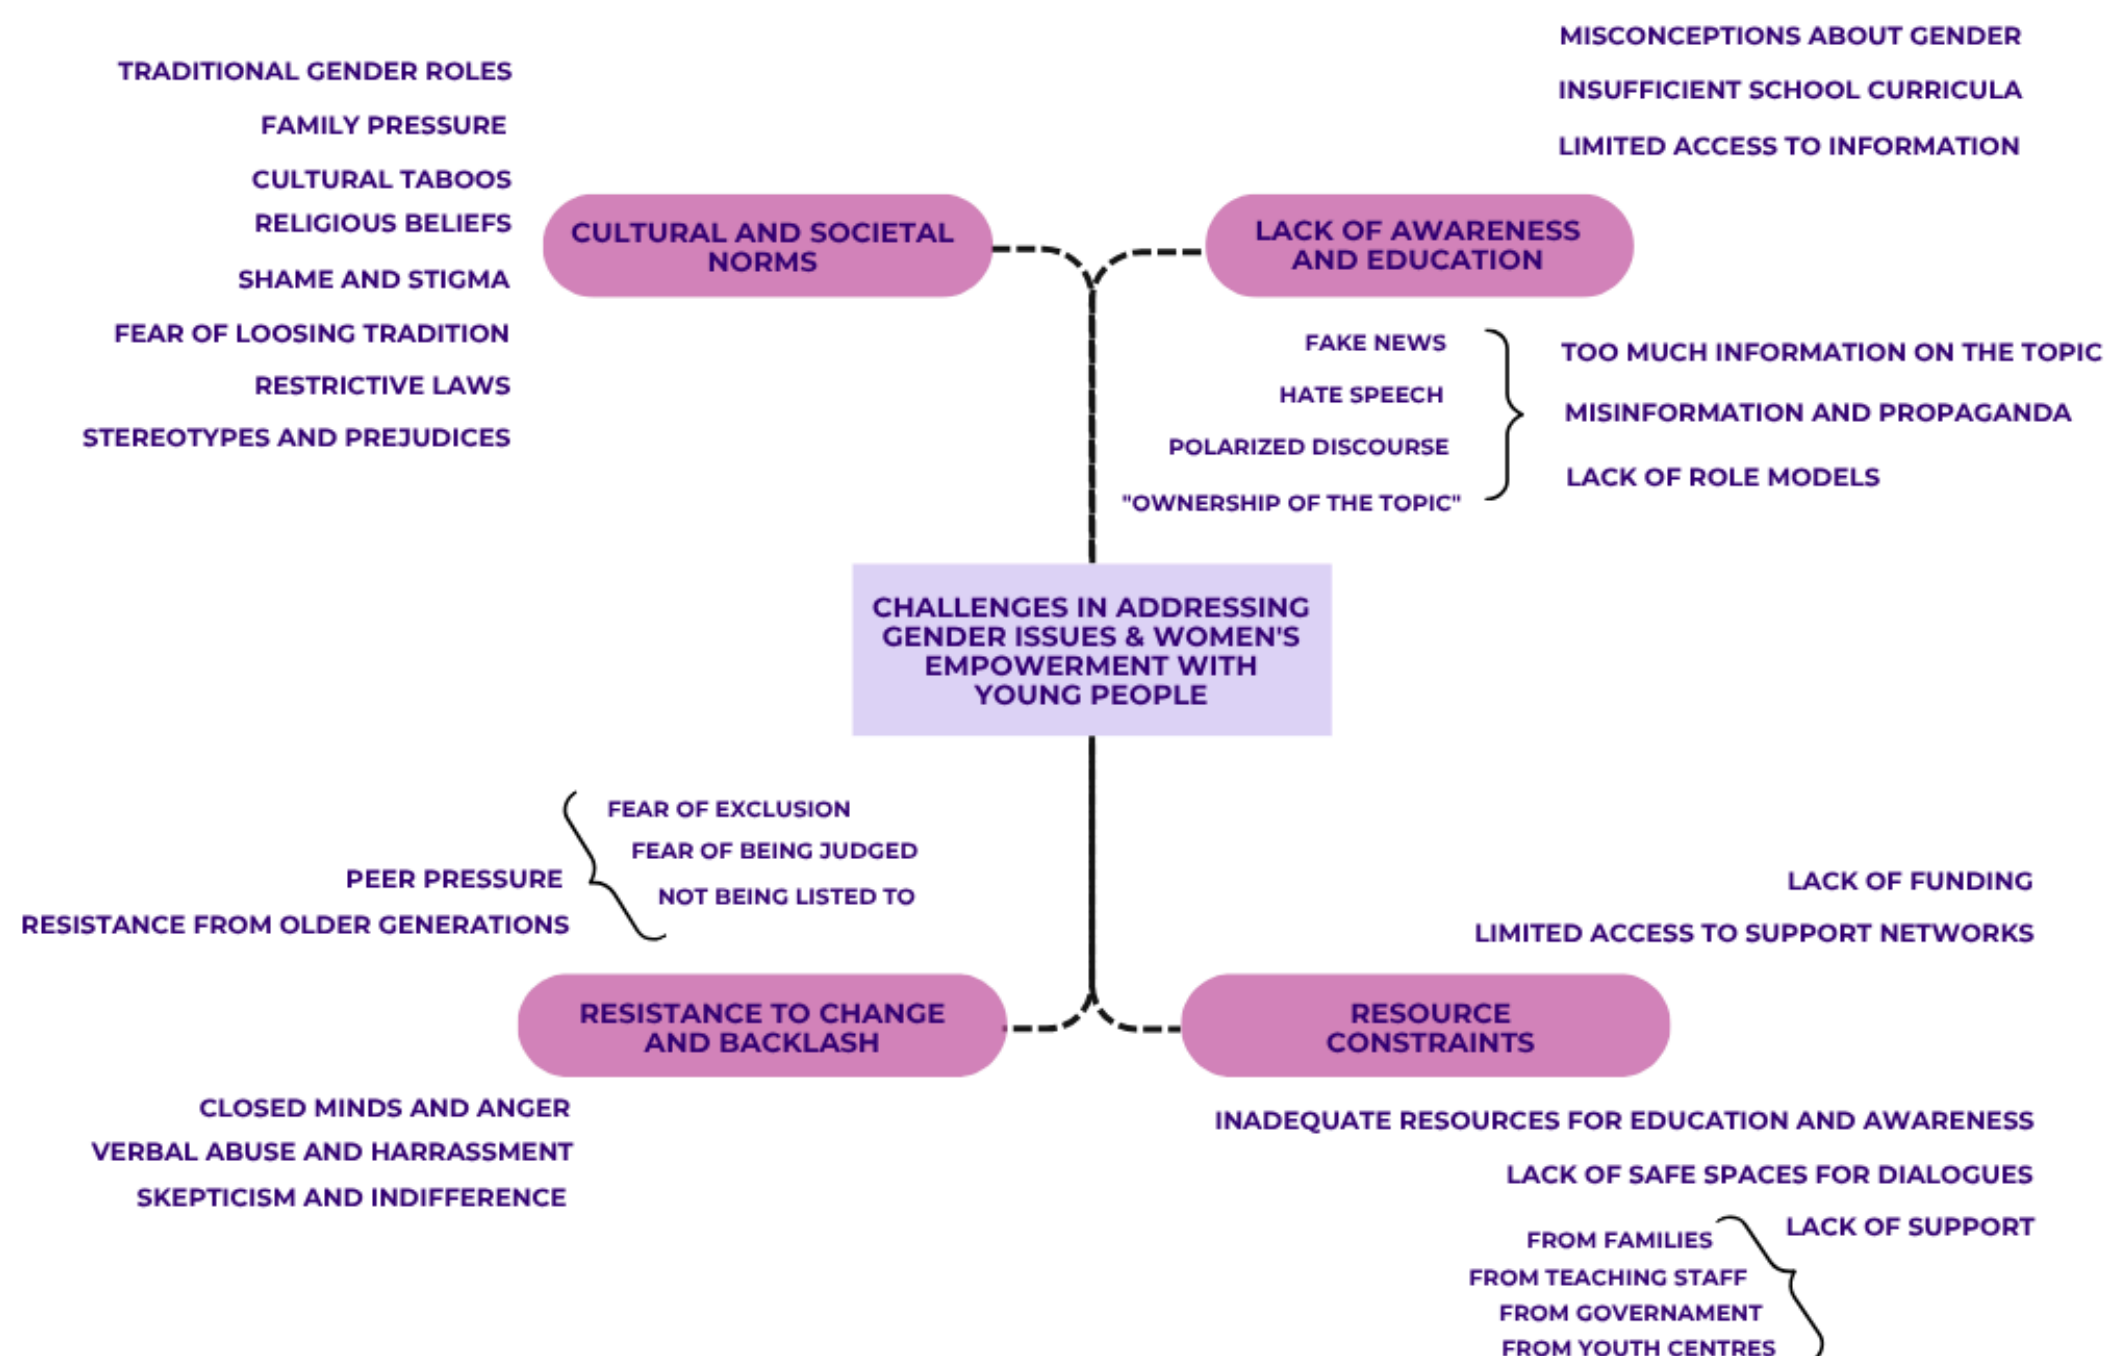 TRADITIONAL GENDER ROLES
FAMILY PRESSURE
CULTURAL TABOOS
RELIGIOUS BELIEFS
SHAME AND STIGMA
FEAR OF LOOSING TRADITION
RESTRICTIVE LAWS
STEREOTYPES AND PREJUDICES
CULTURAL AND SOCIETAL
NORMS
MISCONCEPTIONS ABOUT GENDER
INSUFFICIENT SCHOOL CURRICULA
LIMITED ACCESS TO INFORMATION
LACK OF AWARENESS
AND EDUCATION
FAKE NEWS
HATE SPEECH
POLARIZED DISCOURSE
"OWNERSHIP OF THE TOPIC"
TOO MUCH INFORMATION ON THE TOPIC
MISINFORMATION AND PROPAGANDA
LACK OF ROLE MODELS
CHALLENGES IN ADDRESSING
GENDER ISSUES & WOMEN'S
EMPOWERMENT WITH
YOUNG PEOPLE
FEAR OF EXCLUSION
FEAR OF BEING JUDGED
NOT BEING LISTED TO
PEER PRESSURE
RESISTANCE FROM OLDER GENERATIONS
RESISTANCE TO CHANGE
AND BACKLASH
CLOSED MINDS AND ANGER
VERBAL ABUSE AND HARRASSMENT
SKEPTICISM AND INDIFFERENCE
LACK OF FUNDING
LIMITED ACCESS TO SUPPORT NETWORKS
RESOURCE
CONSTRAINTS
INADEQUATE RESOURCES FOR EDUCATION AND AWARENESS
LACK OF SAFE SPACES FOR DIALOGUES
LACK OF SUPPORT
FROM FAMILIES
FROM TEACHING STAFF
FROM GOVERNAMENT
FROM YOUTH CENTRES